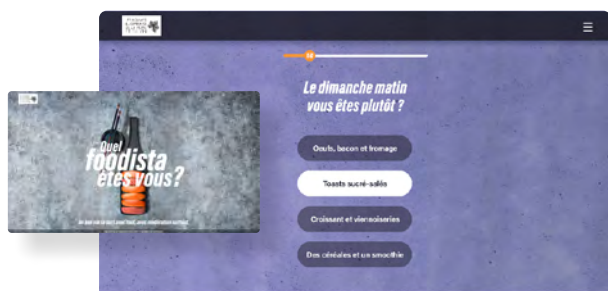 Le dimanche matin
vous êtes plutôt ?
Oeufs, bacon et fromage
Toasts sucré-salés
Croissant et viennoiseries
Des céréales et un smoothie
Quel
foodista
êtes vous?